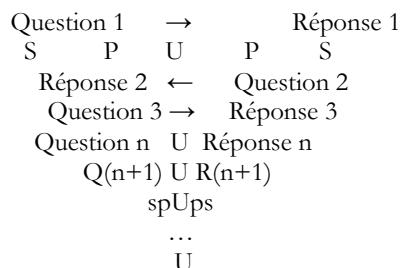 Question 1 → Réponse 1
S P U P S
Réponse 2 ← Question 2
Question 3 → Réponse 3
Question n U Réponse n
Q(n+1) U R(n+1)
spUps
…
U